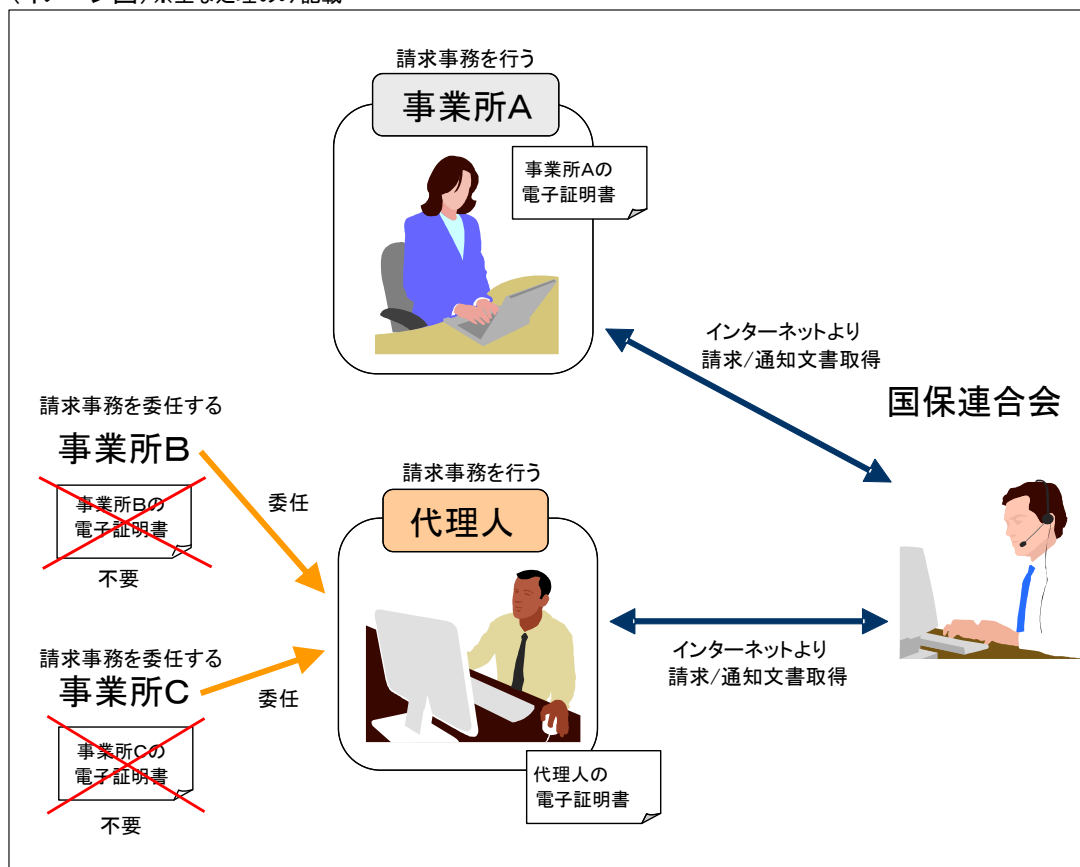 請求事務を行う
事業所A
事業所Aの
電子証明書
インターネットより
請求/通知文書取得
国保連合会
請求事務を委任する
事業所B
事業所Bの
電子証明書
不要
委任
請求事務を行う
代理人
請求事務を委任する
事業所C
委任
事業所Cの
電子証明書
不要
インターネットより
請求/通知文書取得
代理人の
電子証明書